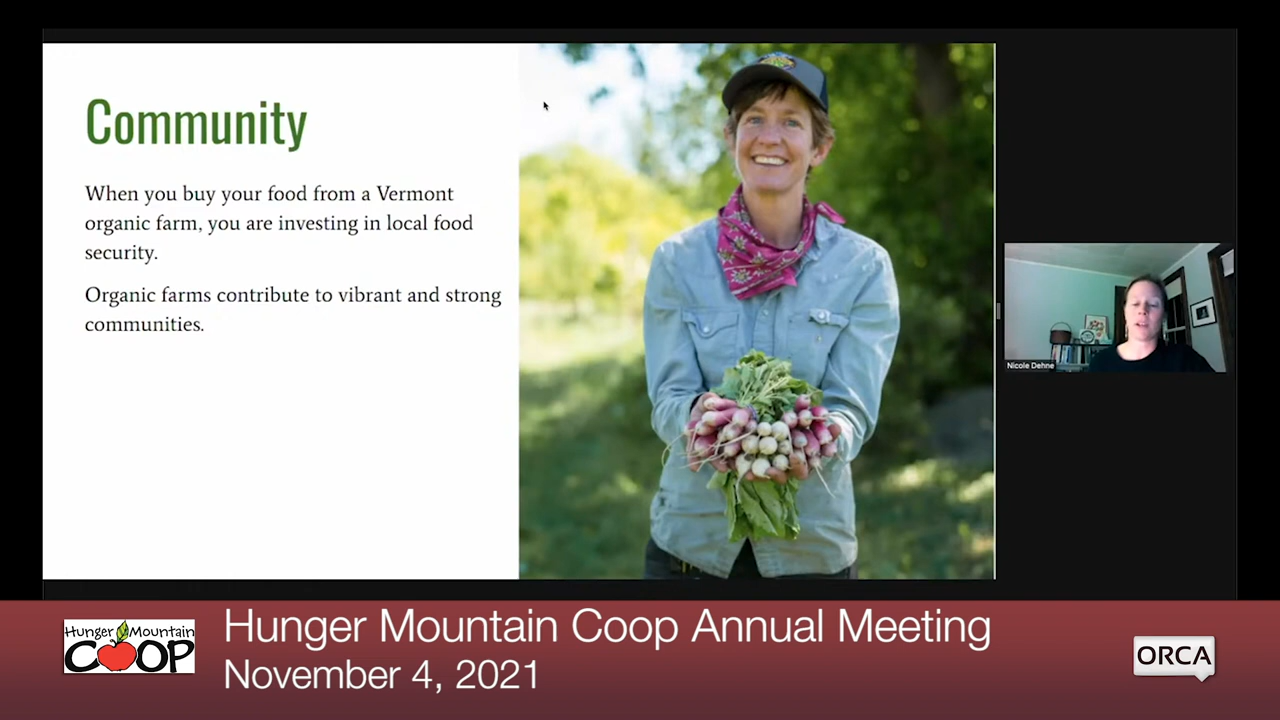 Community
When you buy your food from a Vermont
organic farm, you are investing in local food
security.
Organic farms contribute to vibrant and strong
communities.
Nicole Dehne
Hunger Mountain
COOP
Hunger Mountain Coop Annual Meeting
November 4, 2021
ORCA